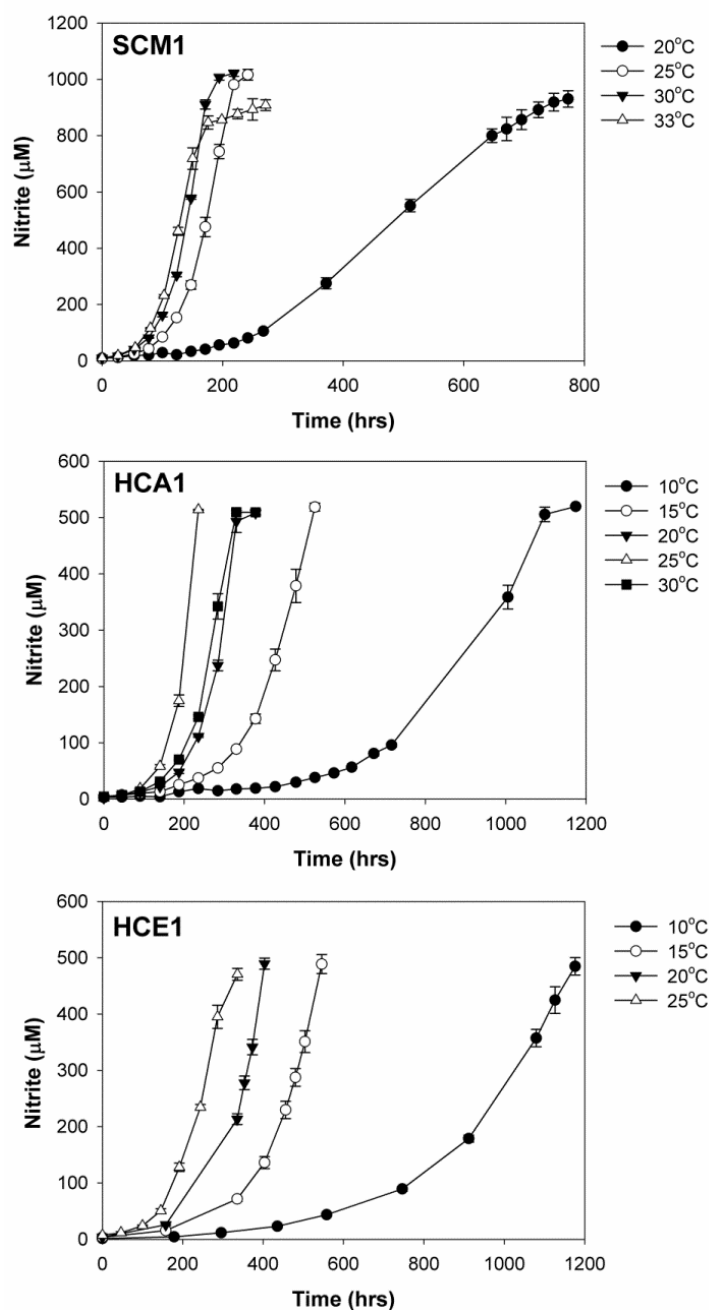 SCM1
1200
1000
800
600
400
200
0
Nitrite (μM)
0 200 400 600 800
Time (hrs)
20°C
25°C
30°C
33°C
HCA1
600
500
400
300
200
100
0
Nitrite (μM)
0 200 400 600 800 1000 1200
Time (hrs)
10°C
15°C
20°C
25°C
30°C
HCE1
600
500
400
300
200
100
0
Nitrite (μM)
0 200 400 600 800 1000 1200
Time (hrs)
10°C
15°C
20°C
25°C